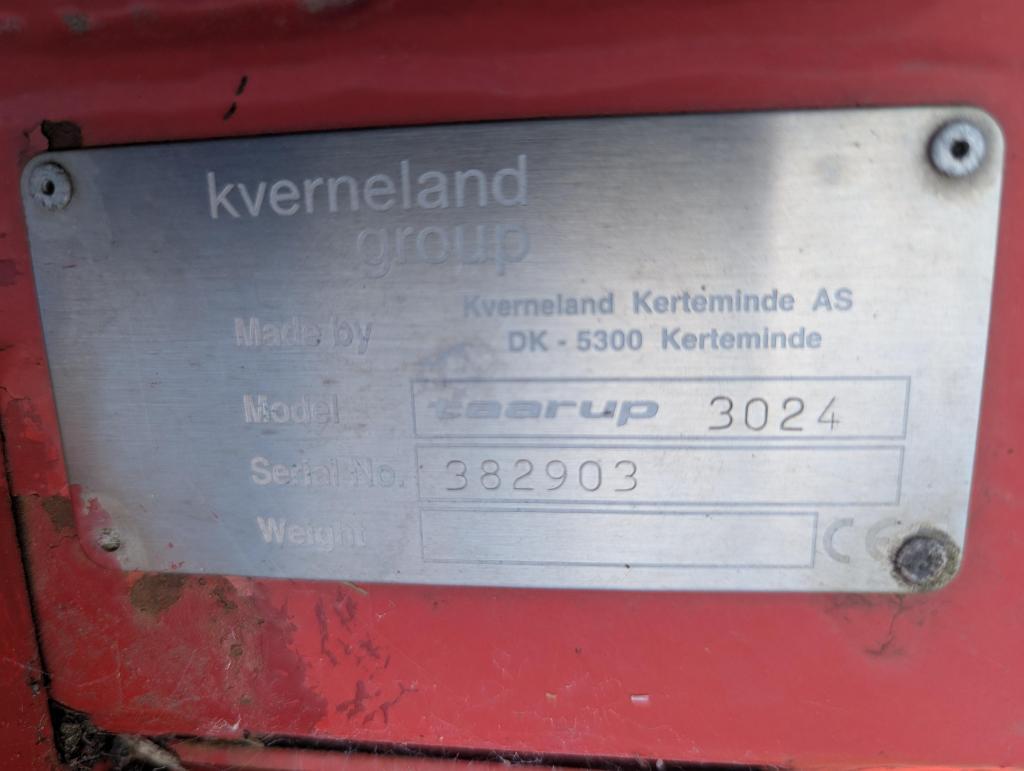 kverneland
group
Made by Kverneland Kerteminde AS
DK - 5300 Kerteminde
Model taarup 3024
Serial No. 382903
Weight CE